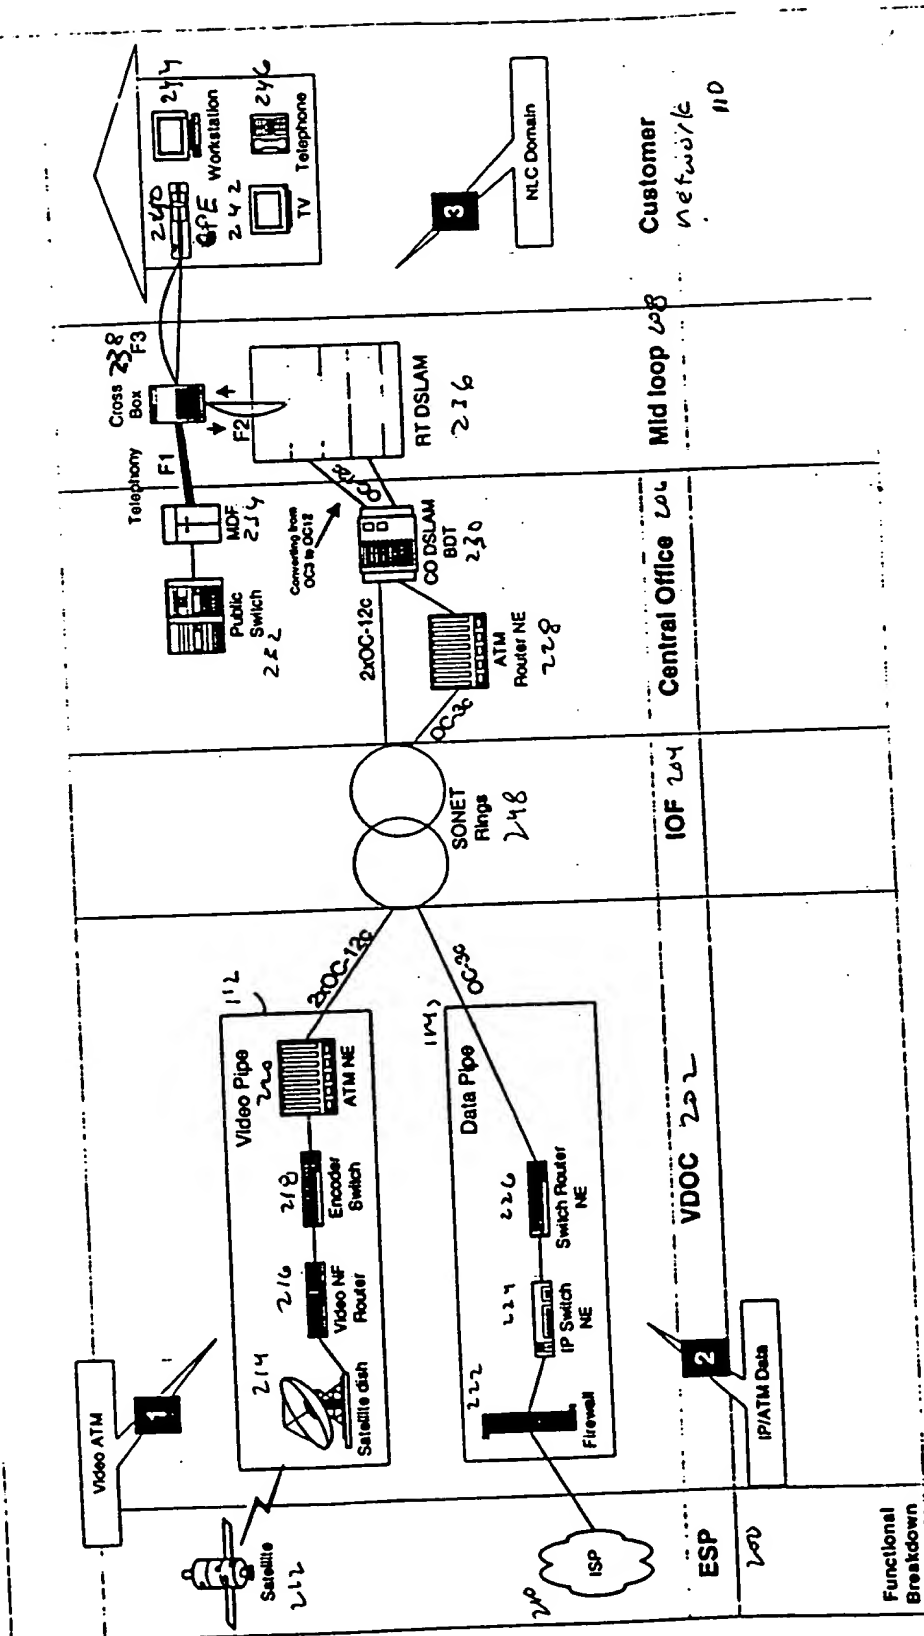 Video ATM
1
Satellite
212
214
Satellite dish
216
Video NF
Router
218
Encoder
Switch
Video Pipe
220
ATM NE
112
2xOC-12c
ISP
210
222
Firewall
224
IP Switch
NE
226
Switch Router
NE
Data Pipe
OC-3c
SONET
Rings
248
2xOC-12c
OC-3c
ATM
Router NE
228
CO DSLAM
BDT
230
Converting from
OC3 to OC12
OC-12c
Public
Switch
232
MDF
234
Telephony
F1
Cross
Box
238
F3
F2
RT DSLAM
236
240
CPE
244
Workstation
242
TV
246
Telephone
3
NLC Domain
2
IP/ATM Data
Functional
Breakdown
ESP
200
VDOC 202
IOF 204
Central Office 206
Mid loop 208
Customer
network
110